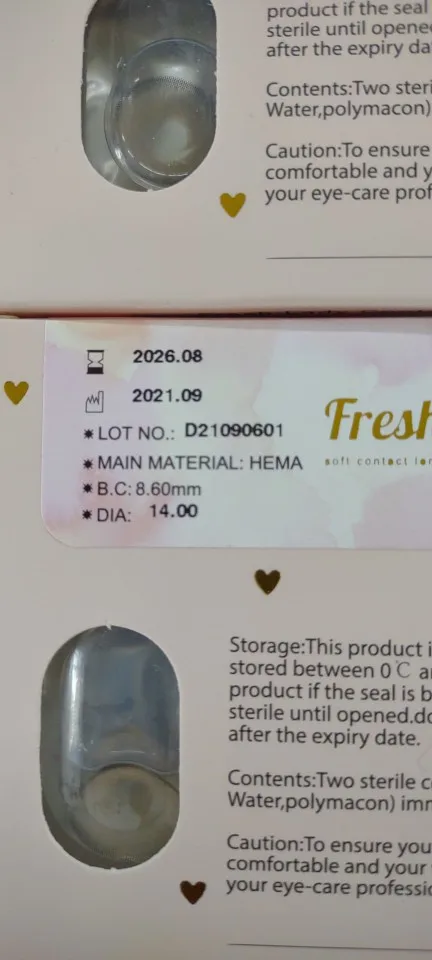 product if the seal
sterile until opene
after the expiry da
Contents:Two steri
Water,polymacon)
Caution:To ensure
comfortable and y
your eye-care prof
2026.08
2021.09
✷LOT NO.: D21090601
✷MAIN MATERIAL: HEMA
✷B.C: 8.60mm
✷DIA: 14.00
Fresh
soft contact len
Storage:This product i
stored between 0℃ a
product if the seal is b
sterile until opened.do
after the expiry date.
Contents:Two sterile c
Water,polymacon) imm
Caution:To ensure you
comfortable and your
your eye-care professi